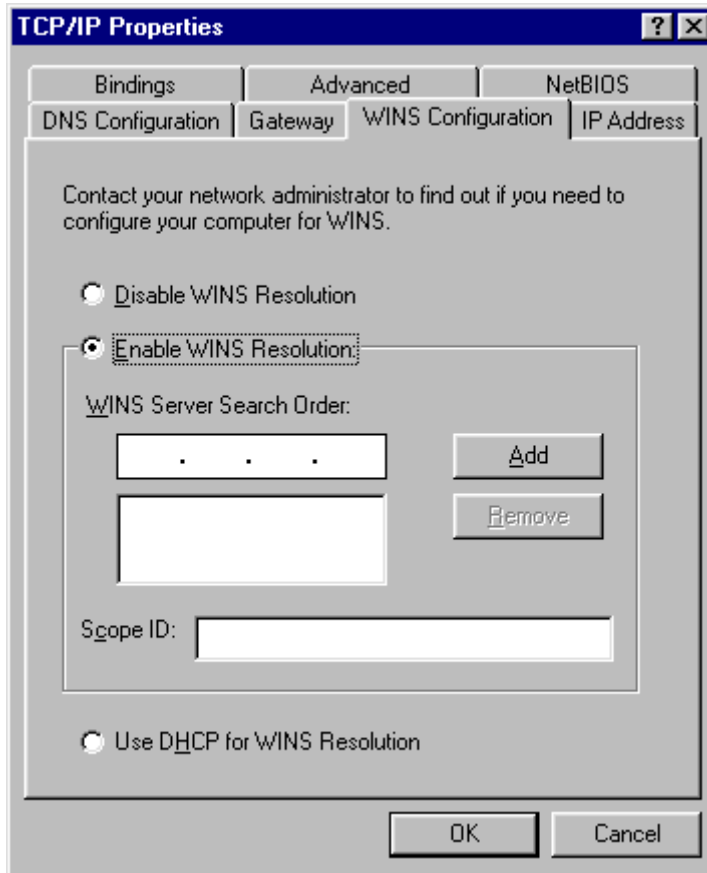 TCP/IP Properties
Bindings Advanced NetBIOS
DNS Configuration Gateway WINS Configuration IP Address
Contact your network administrator to find out if you need to
configure your computer for WINS.
Disable WINS Resolution
Enable WINS Resolution:
WINS Server Search Order:
. . .
Add
Remove
Scope ID:
Use DHCP for WINS Resolution
OK Cancel